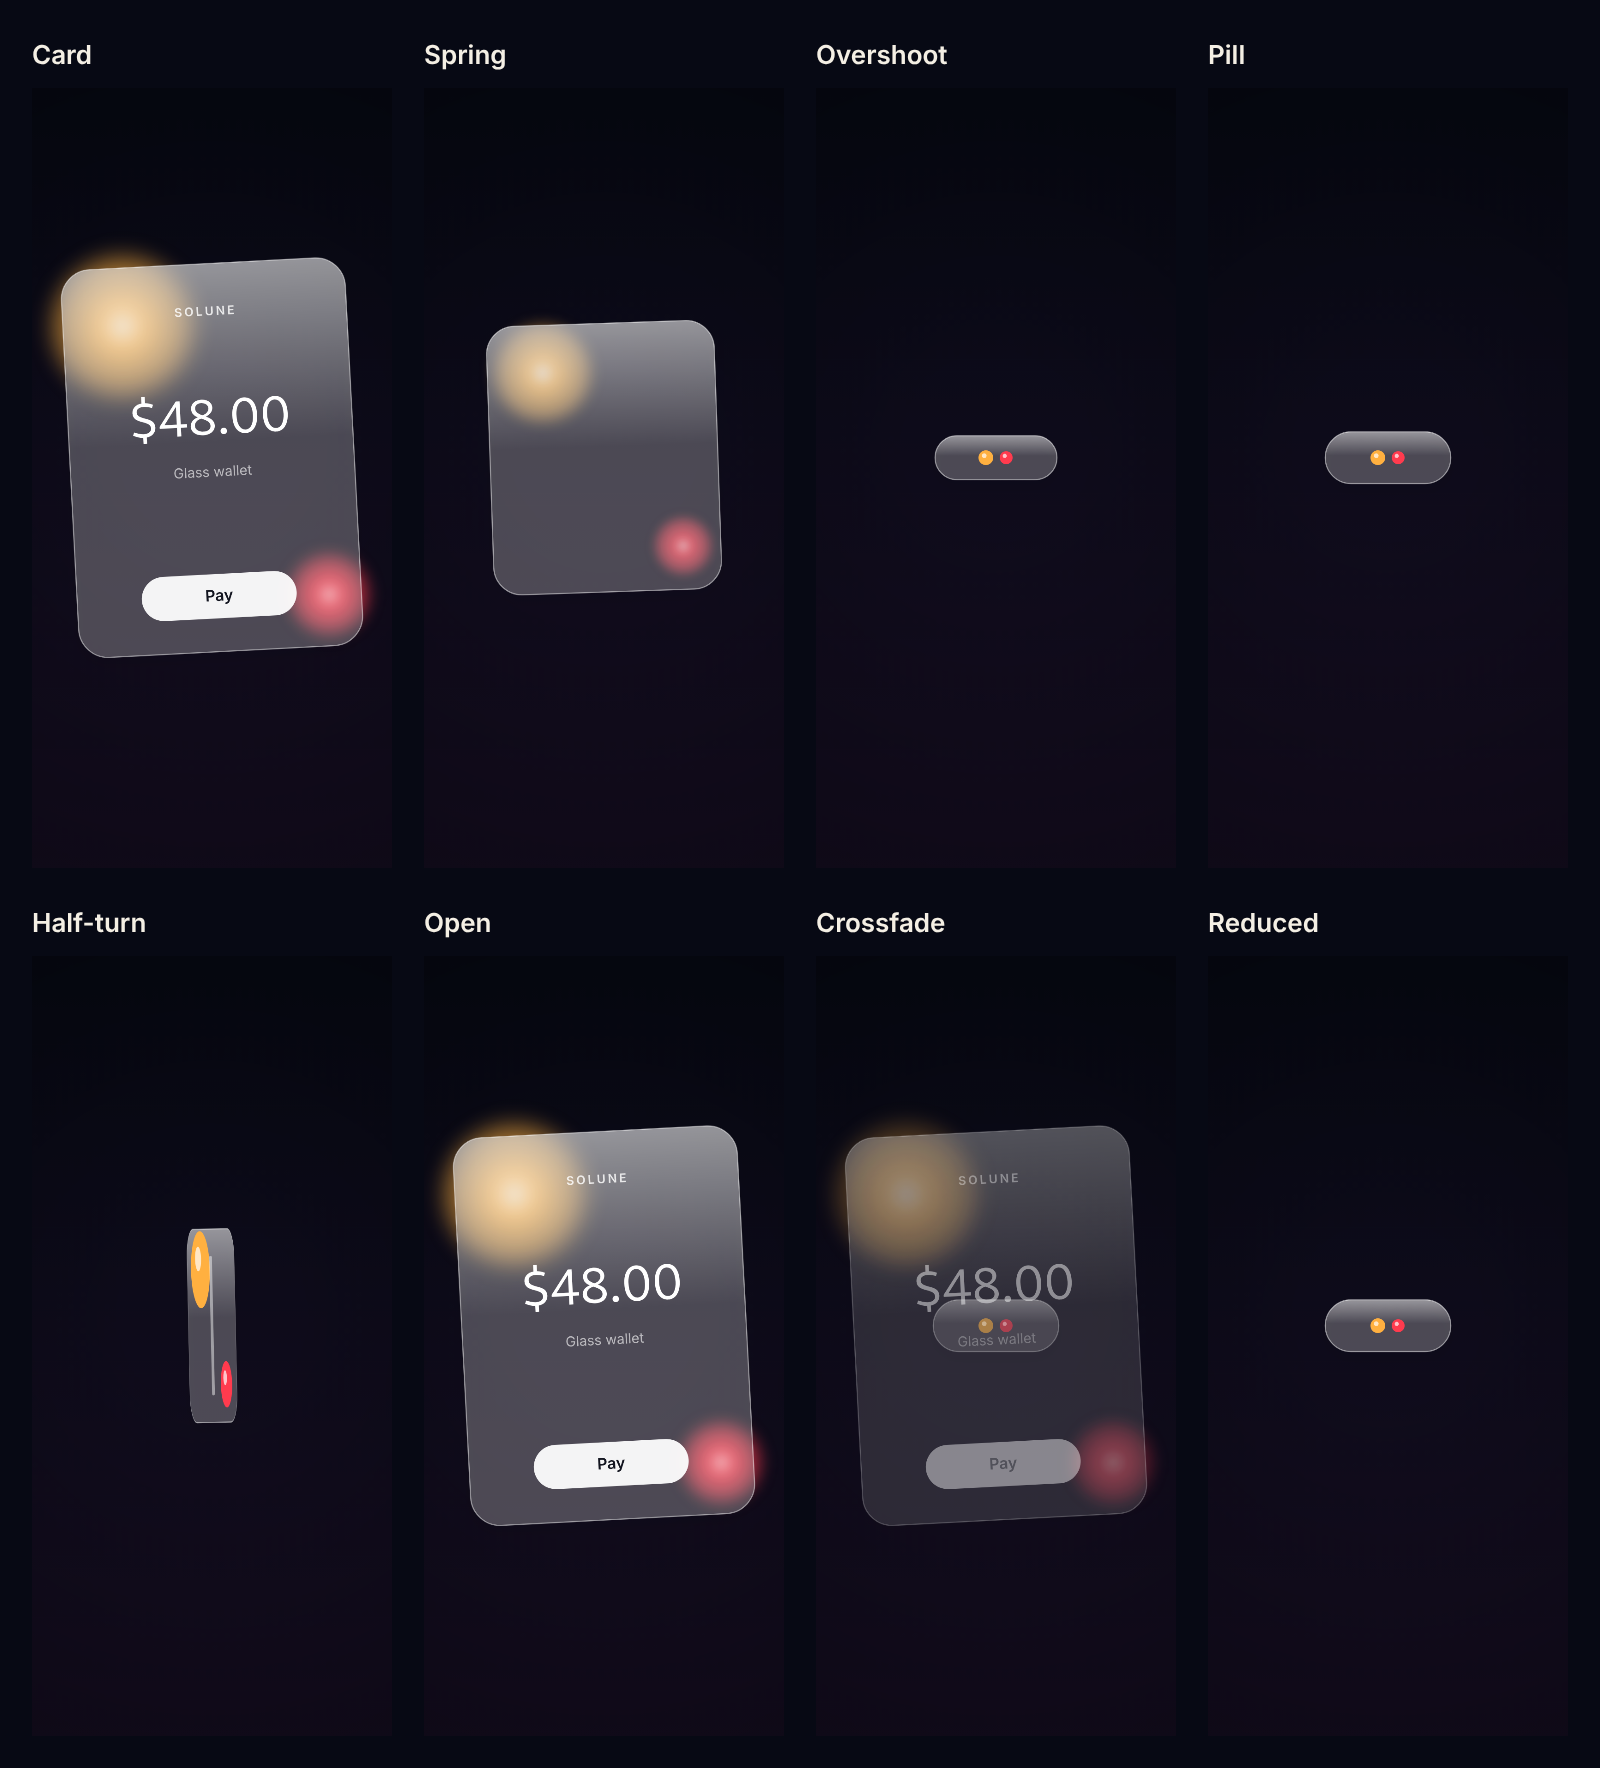 Card
Spring
Overshoot
Pill
SOLUNE
$48.00
Glass wallet
Pay
Half-turn
Open
Crossfade
Reduced
SOLUNE
$48.00
Glass wallet
Pay
SOLUNE
$48.00
Glass wallet
Pay